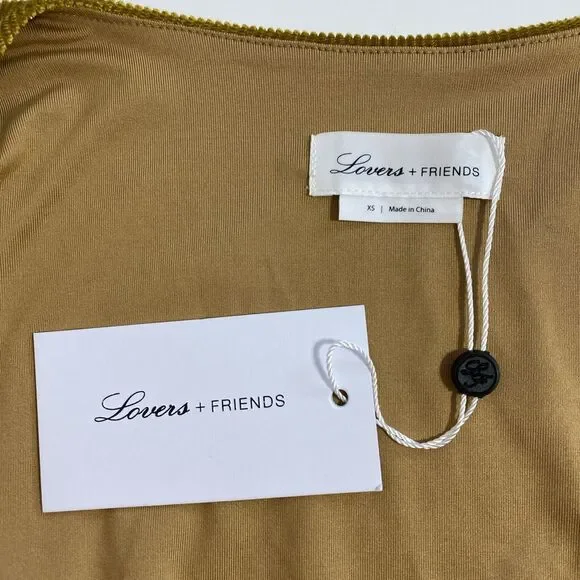 Lovers + FRIENDS
XS | Made in China
Lovers + FRIENDS